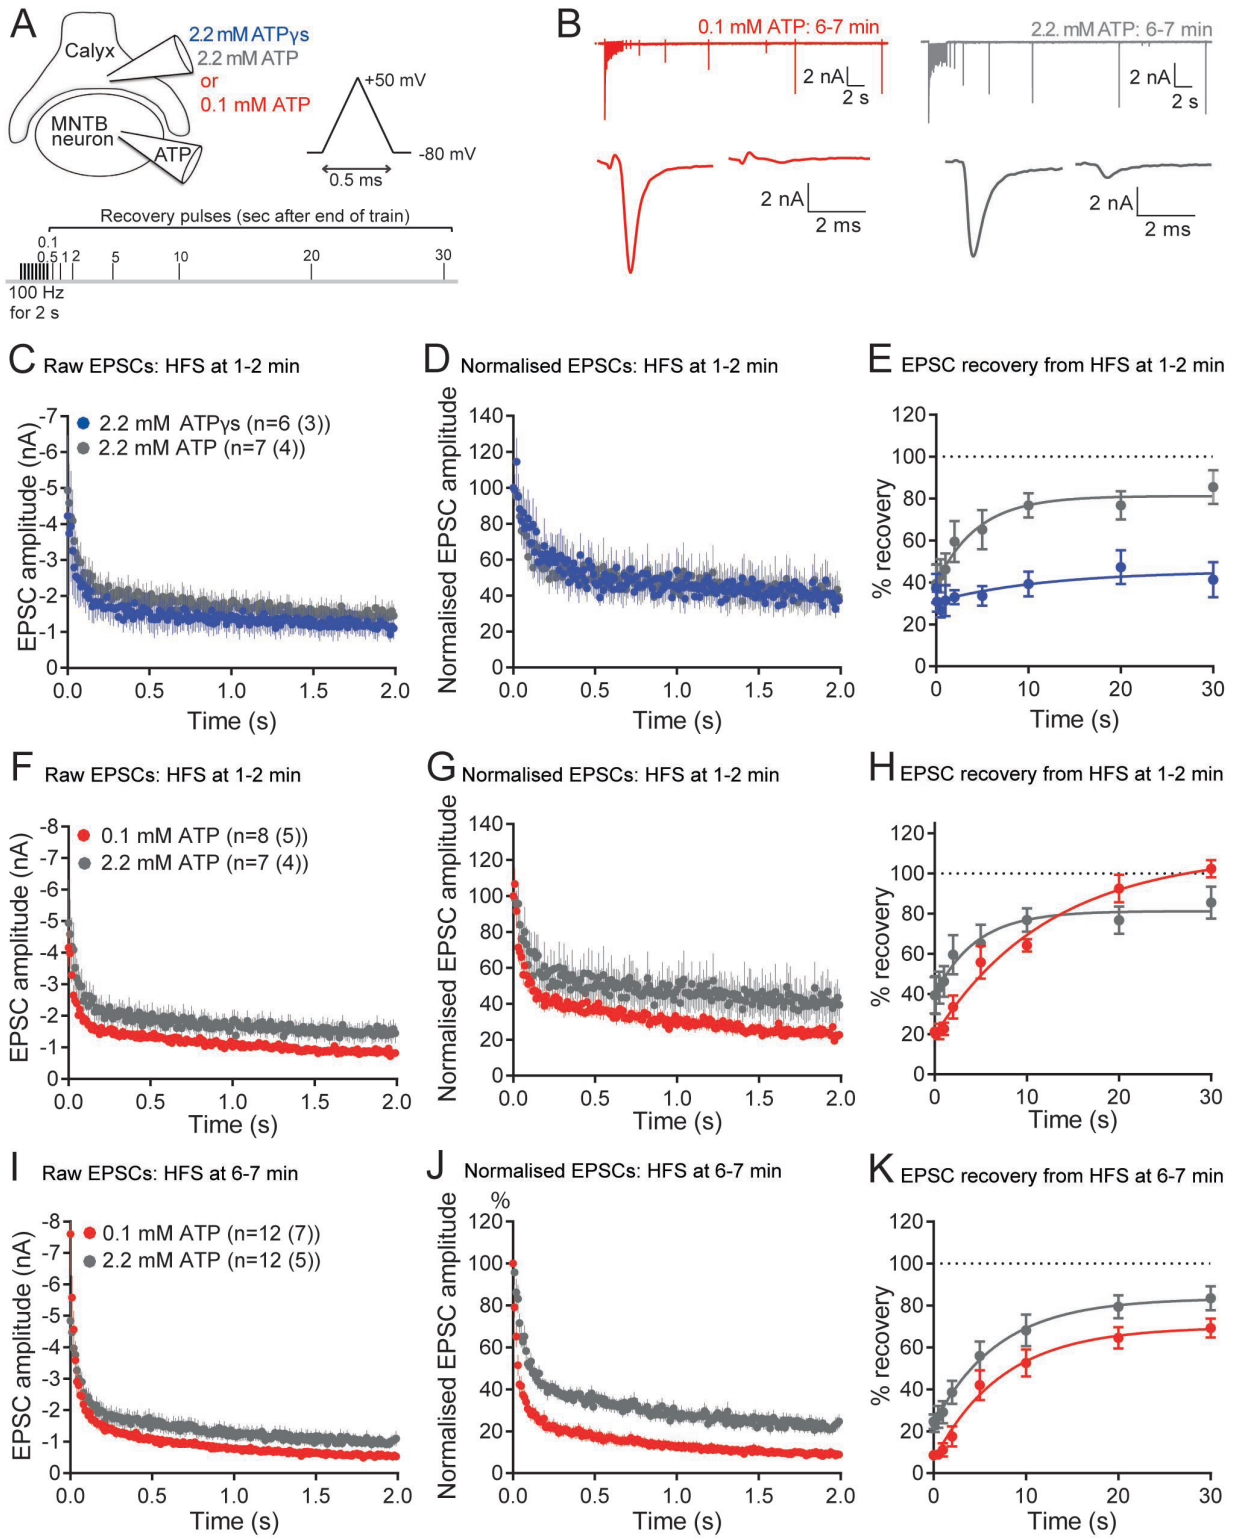 A
Calyx
2.2 mM ATPγs
2.2 mM ATP
or
0.1 mM ATP
MNTB
neuron
ATP
+50 mV
-80 mV
0.5 ms
Recovery pulses (sec after end of train)
0.1
0.5 1 2 5 10 20 30
100 Hz
for 2 s
B
0.1 mM ATP: 6-7 min
2 nA
2 s
2 nA
2 ms
2.2. mM ATP: 6-7 min
2 nA
2 s
2 nA
2 ms
C Raw EPSCs: HFS at 1-2 min
2.2 mM ATPγs (n=6 (3))
2.2 mM ATP (n=7 (4))
EPSC amplitude (nA)
-7
-6
-5
-4
-3
-2
-1
0
0.0 0.5 1.0 1.5 2.0
Time (s)
D Normalised EPSCs: HFS at 1-2 min
Normalised EPSC amplitude
140
120
100
80
60
40
20
0
0.0 0.5 1.0 1.5 2.0
Time (s)
E EPSC recovery from HFS at 1-2 min
% recovery
120
100
80
60
40
20
0
0 10 20 30
Time (s)
F Raw EPSCs: HFS at 1-2 min
0.1 mM ATP (n=8 (5))
2.2 mM ATP (n=7 (4))
EPSC amplitude (nA)
-8
-7
-6
-5
-4
-3
-2
-1
0
0.0 0.5 1.0 1.5 2.0
Time (s)
G Normalised EPSCs: HFS at 1-2 min
Normalised EPSC amplitude
140
120
100
80
60
40
20
0
0.0 0.5 1.0 1.5 2.0
Time (s)
H EPSC recovery from HFS at 1-2 min
% recovery
120
100
80
60
40
20
0
0 10 20 30
Time (s)
I Raw EPSCs: HFS at 6-7 min
0.1 mM ATP (n=12 (7))
2.2 mM ATP (n=12 (5))
EPSC amplitude (nA)
-8
-7
-6
-5
-4
-3
-2
-1
0
0.0 0.5 1.0 1.5 2.0
Time (s)
J Normalised EPSCs: HFS at 6-7 min
%
Normalised EPSC amplitude
120
100
80
60
40
20
0
0.0 0.5 1.0 1.5 2.0
Time (s)
K EPSC recovery from HFS at 6-7 min
% recovery
120
100
80
60
40
20
0
0 10 20 30
Time (s)